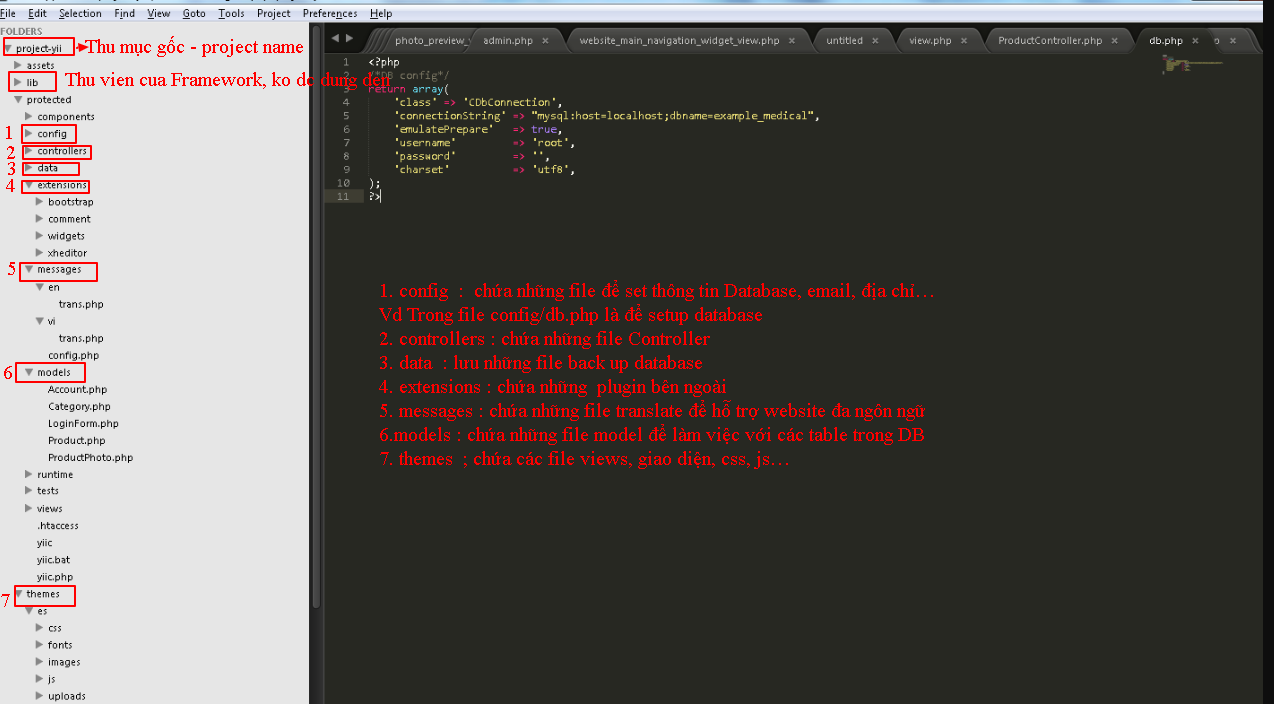 File Edit Selection Find View Goto Tools Project Preferences Help
FOLDERS
project-yii
Thu mục gốc - project name
assets
lib
Thu vien cua Framework, ko de dung den
protected
components
1 config
2 controllers
3 data
4 extensions
bootstrap
comment
widgets
xheditor
5 messages
en
trans.php
vi
trans.php
config.php
6 models
Account.php
Category.php
LoginForm.php
Product.php
ProductPhoto.php
runtime
tests
views
.htaccess
yiic
yiic.bat
yiic.php
7 themes
es
css
fonts
images
js
uploads
photo_preview_ admin.php × website_main_navigation_widget_view.php × untitled × view.php × ProductController.php × db.php × p ×
1 <?php
2 /*DB config*/
3 return array(
4 'class' => 'CDbConnection',
5 'connectionString' => "mysql:host=localhost;dbname=example_medical",
6 'emulatePrepare' => true,
7 'username' => 'root',
8 'password' => '',
9 'charset' => 'utf8',
10 );
11 ?>
1. config : chứa những file để set thông tin Database, email, địa chỉ…
Vd Trong file config/db.php là để setup database
2. controllers : chứa những file Controller
3. data : lưu những file back up database
4. extensions : chứa những plugin bên ngoài
5. messages : chứa những file translate để hỗ trợ website đa ngôn ngữ
6.models : chứa những file model để làm việc với các table trong DB
7. themes ; chứa các file views, giao diện, css, js…